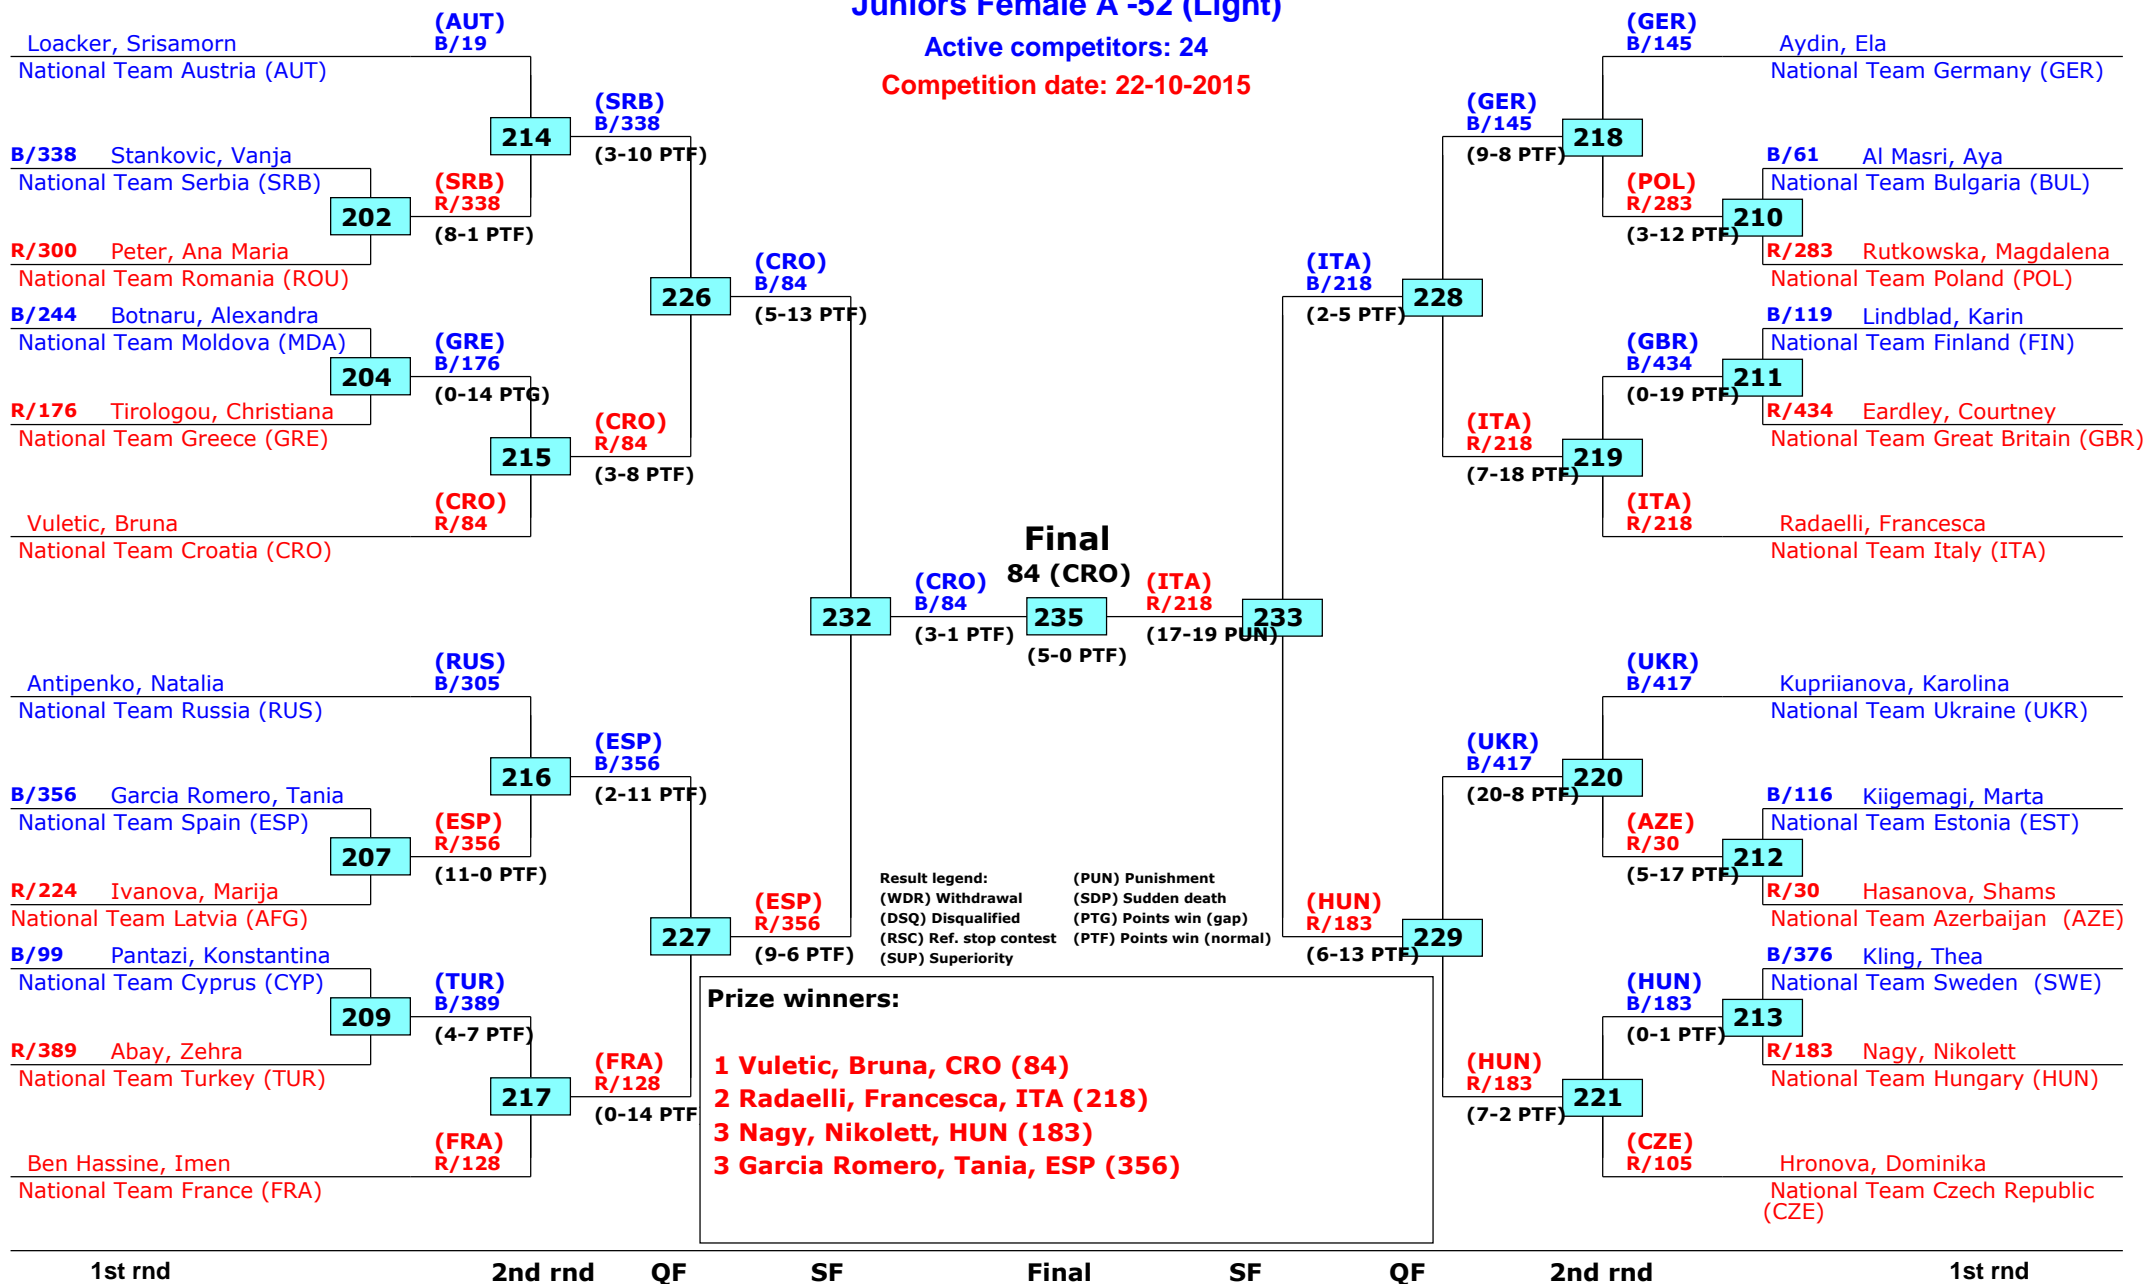 Juniors Female A -52 (Light)
Active competitors: 24
Competition date: 22-10-2015
Loacker, Srisamorn
National Team Austria (AUT)
(AUT)
B/19
B/338 Stankovic, Vanja
National Team Serbia (SRB)
202
R/300 Peter, Ana Maria
National Team Romania (ROU)
(SRB)
R/338
(8-1 PTF)
214
(SRB)
B/338
(3-10 PTF)
B/244 Botnaru, Alexandra
National Team Moldova (MDA)
204
R/176 Tirologou, Christiana
National Team Greece (GRE)
(GRE)
B/176
(0-14 PTG)
215
Vuletic, Bruna
National Team Croatia (CRO)
(CRO)
R/84
(CRO)
R/84
(3-8 PTF)
226
(CRO)
B/84
(5-13 PTF)
Antipenko, Natalia
National Team Russia (RUS)
(RUS)
B/305
216
B/356 Garcia Romero, Tania
National Team Spain (ESP)
207
R/224 Ivanova, Marija
National Team Latvia (AFG)
(ESP)
R/356
(11-0 PTF)
(ESP)
B/356
(2-11 PTF)
B/99 Pantazi, Konstantina
National Team Cyprus (CYP)
209
R/389 Abay, Zehra
National Team Turkey (TUR)
(TUR)
B/389
(4-7 PTF)
217
Ben Hassine, Imen
National Team France (FRA)
(FRA)
R/128
(FRA)
R/128
(0-14 PTF
227
(ESP)
R/356
(9-6 PTF)
232
(CRO)
B/84
(3-1 PTF)
Final
84 (CRO)
235
(5-0 PTF)
(ITA)
R/218
(17-19 PUN)
233
(ITA)
B/218
(2-5 PTF)
228
(GER)
B/145
(9-8 PTF)
218
(GER)
B/145
Aydin, Ela
National Team Germany (GER)
(POL)
R/283
(3-12 PTF)
210
B/61 Al Masri, Aya
National Team Bulgaria (BUL)
R/283 Rutkowska, Magdalena
National Team Poland (POL)
(ITA)
R/218
(7-18 PTF)
219
(GBR)
B/434
(0-19 PTF)
211
B/119 Lindblad, Karin
National Team Finland (FIN)
R/434 Eardley, Courtney
National Team Great Britain (GBR)
(ITA)
R/218
Radaelli, Francesca
National Team Italy (ITA)
(HUN)
R/183
(6-13 PTF)
229
(UKR)
B/417
(20-8 PTF)
220
(UKR)
B/417
Kupriianova, Karolina
National Team Ukraine (UKR)
(AZE)
R/30
(5-17 PTF)
212
B/116 Kiigemagi, Marta
National Team Estonia (EST)
R/30 Hasanova, Shams
National Team Azerbaijan (AZE)
(HUN)
R/183
(7-2 PTF)
221
(HUN)
B/183
(0-1 PTF)
213
B/376 Kling, Thea
National Team Sweden (SWE)
R/183 Nagy, Nikolett
National Team Hungary (HUN)
(CZE)
R/105
Hronova, Dominika
National Team Czech Republic
(CZE)
Result legend: (PUN) Punishment
(WDR) Withdrawal (SDP) Sudden death
(DSQ) Disqualified (PTG) Points win (gap)
(RSC) Ref. stop contest (PTF) Points win (normal)
(SUP) Superiority
Prize winners:
1 Vuletic, Bruna, CRO (84)
2 Radaelli, Francesca, ITA (218)
3 Nagy, Nikolett, HUN (183)
3 Garcia Romero, Tania, ESP (356)
1st rnd 2nd rnd QF SF Final SF QF 2nd rnd 1st rnd